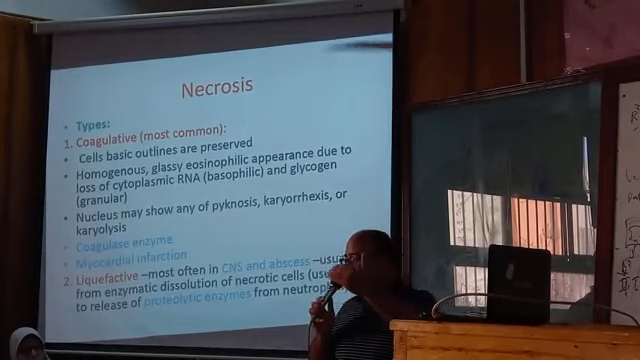 Necrosis
• Types:
1. Coagulative (most common):
• Cells basic outlines are preserved
• Homogenous, glassy eosinophilic appearance due to
loss of cytoplasmic RNA (basophilic) and glycogen
(granular)
• Nucleus may show any of pyknosis, karyorrhexis, or
karyolysis
• Coagulase enzyme
• Myocardial infarction
2. Liquefactive –most often in CNS and abscess –
from enzymatic dissolution of necrotic cells
to release of proteolytic enzymes from